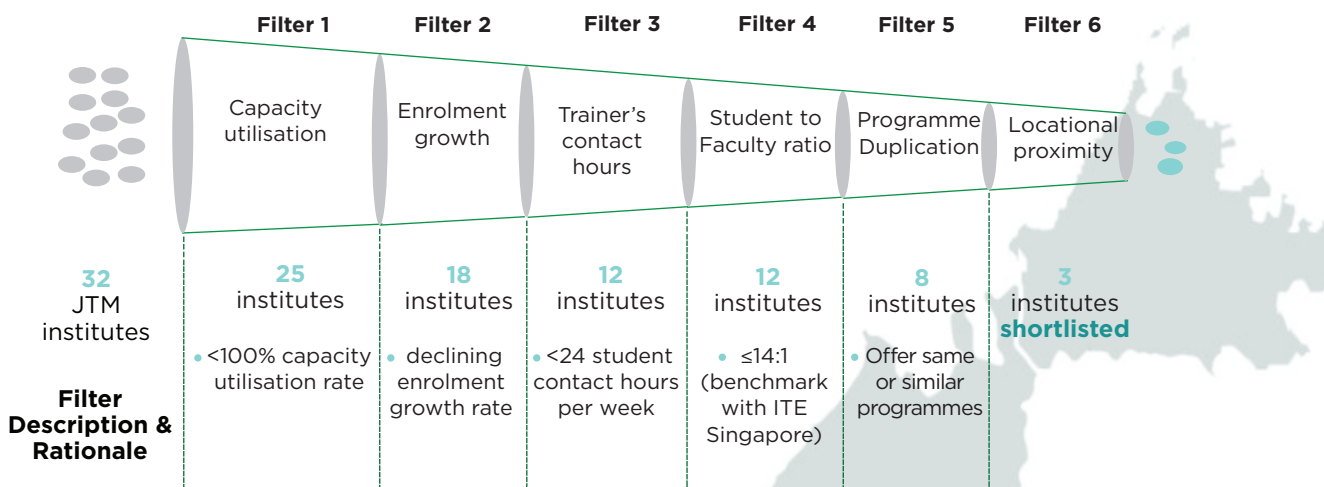 Filter 1
Filter 2
Filter 3
Filter 4
Filter 5
Filter 6
Capacity
utilisation
Enrolment
growth
Trainer's
contact
hours
Student to
Faculty ratio
Programme
Duplication
Locational
proximity
32
JTM
institutes
25
institutes
18
institutes
12
institutes
12
institutes
8
institutes
3
institutes
shortlisted
Filter
Description &
Rationale
• <100% capacity
utilisation rate
• declining
enrolment
growth rate
• <24 student
contact hours
per week
• ≤14:1
(benchmark
with ITE
Singapore)
• Offer same
or similar
programmes